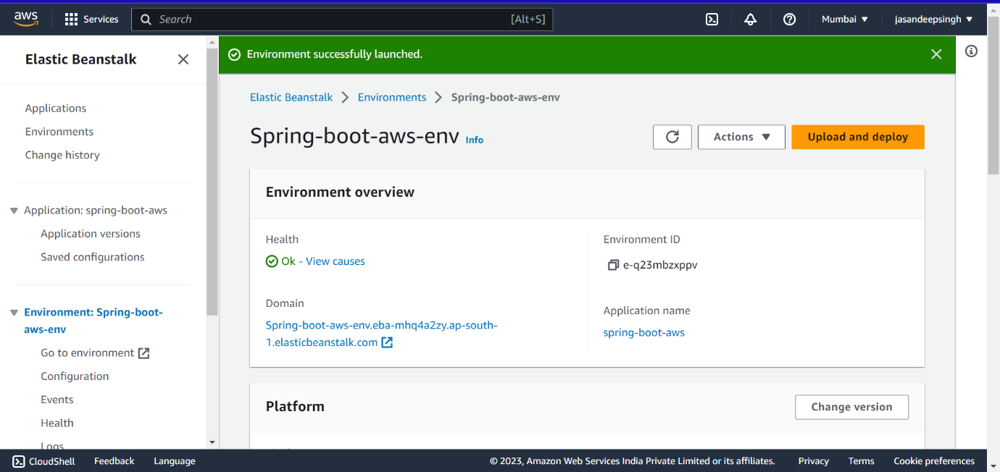 aws
Services
Search
[Alt+S]
Mumbai ▼
jasandeepsingh ▼
Elastic Beanstalk
Applications
Environments
Change history
Application: spring-boot-aws
Application versions
Saved configurations
Environment: Spring-boot-
aws-env
Go to environment
Configuration
Events
Health
Logs
Environment successfully launched.
Elastic Beanstalk
Environments
Spring-boot-aws-env
Spring-boot-aws-env Info
Actions ▼
Upload and deploy
Environment overview
Health
Ok - View causes
Domain
Spring-boot-aws-env.eba-mhq4a2zy.ap-south-
1.elasticbeanstalk.com
Environment ID
e-q23mbzxppv
Application name
spring-boot-aws
Platform
Change version
CloudShell
Feedback
Language
© 2023, Amazon Web Services India Private Limited or its affiliates.
Privacy
Terms
Cookie preferences